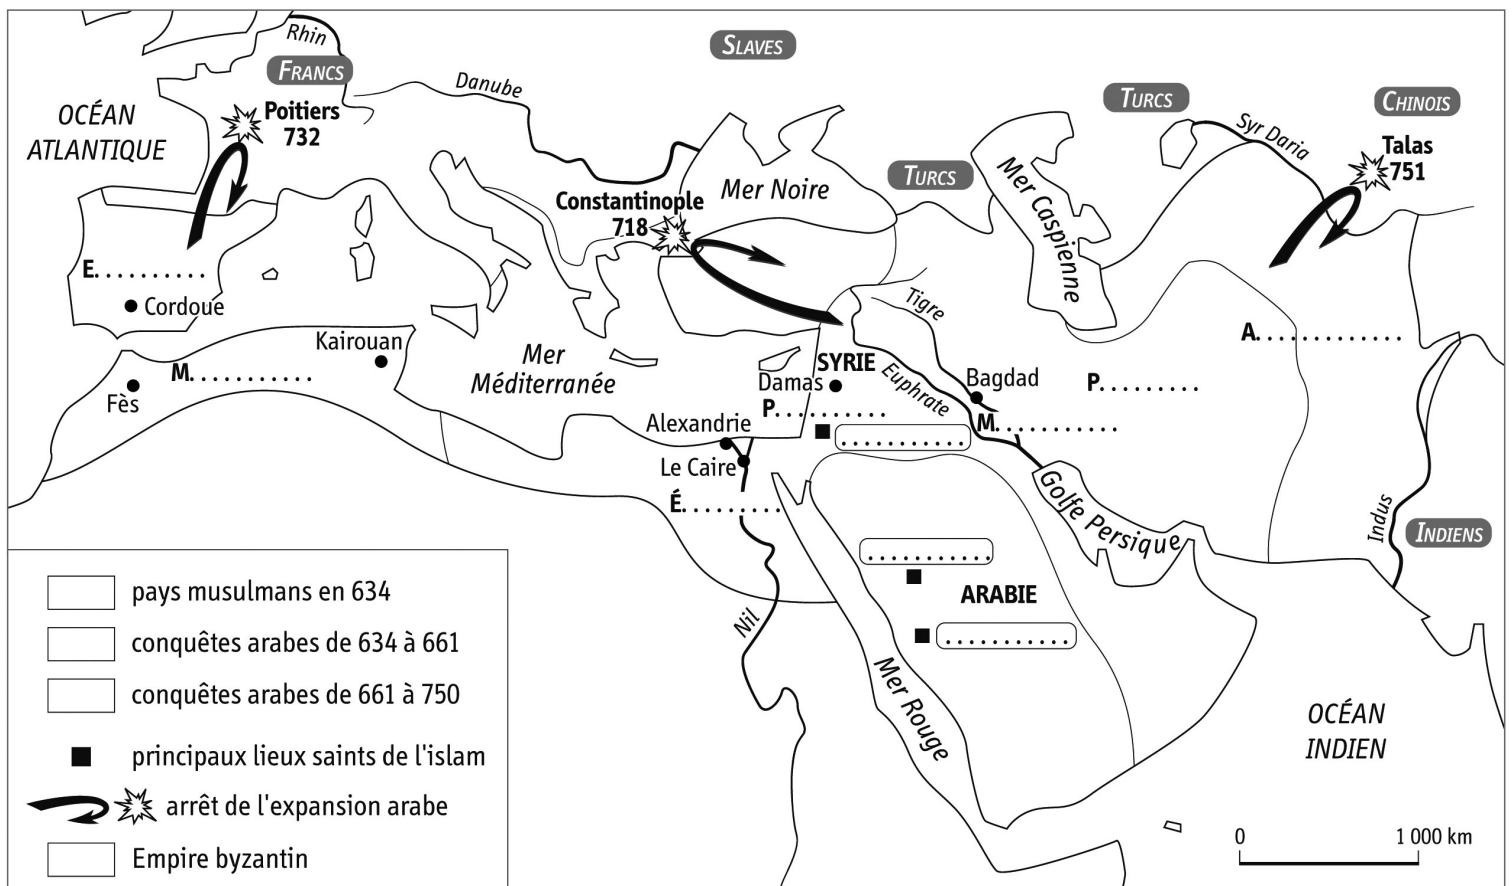 Rhin
SLAVES
FRANCS
Danube
TURCS
CHINOIS
OCÉAN
ATLANTIQUE
Poitiers
732
Syr Daria
Talas
751
Mer Noire
TURCS
Mer Caspienne
Constantinople
718
E..........
Cordoue
Tigre
Kairouan
A.............
Mer
Méditerranée
SYRIE
M...........
Damas
Euphrate
Bagdad
P.........
Fès
P..........
M...........
Alexandrie
............
Le Caire
É.........
Golfe Persique
Indus
INDIENS
...........
ARABIE
Nil
...........
Mer Rouge
OCÉAN
INDIEN
pays musulmans en 634
conquêtes arabes de 634 à 661
conquêtes arabes de 661 à 750
principaux lieux saints de l'islam
arrêt de l'expansion arabe
Empire byzantin
0 1 000 km